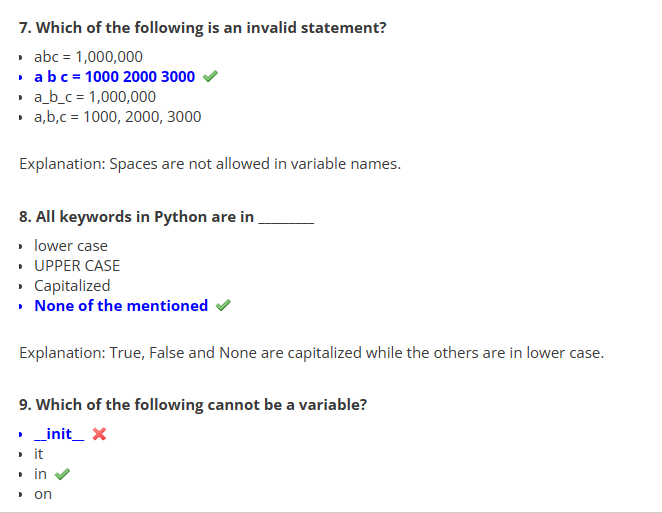 7. Which of the following is an invalid statement?
abc = 1,000,000
a b c = 1000 2000 3000
a_b_c = 1,000,000
a,b,c = 1000, 2000, 3000
Explanation: Spaces are not allowed in variable names.
8. All keywords in Python are in _________
lower case
UPPER CASE
Capitalized
None of the mentioned
Explanation: True, False and None are capitalized while the others are in lower case.
9. Which of the following cannot be a variable?
__init__
it
in
on